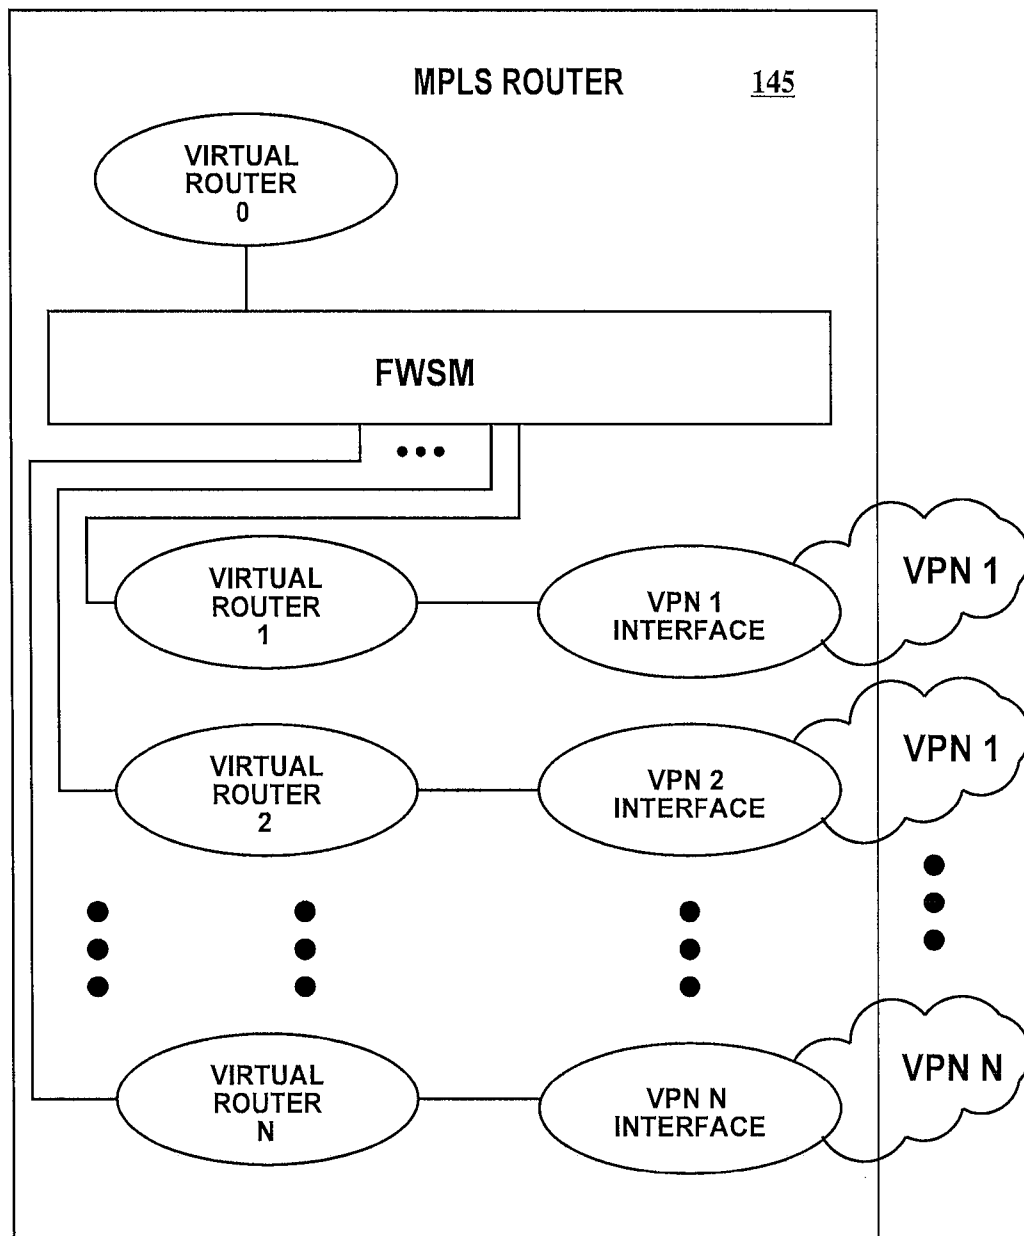 MPLS ROUTER 145
VIRTUAL
ROUTER
0
FWSM
VIRTUAL
ROUTER
1
VPN 1
INTERFACE
VPN 1
VIRTUAL
ROUTER
2
VPN 2
INTERFACE
VPN 1
VIRTUAL
ROUTER
N
VPN N
INTERFACE
VPN N